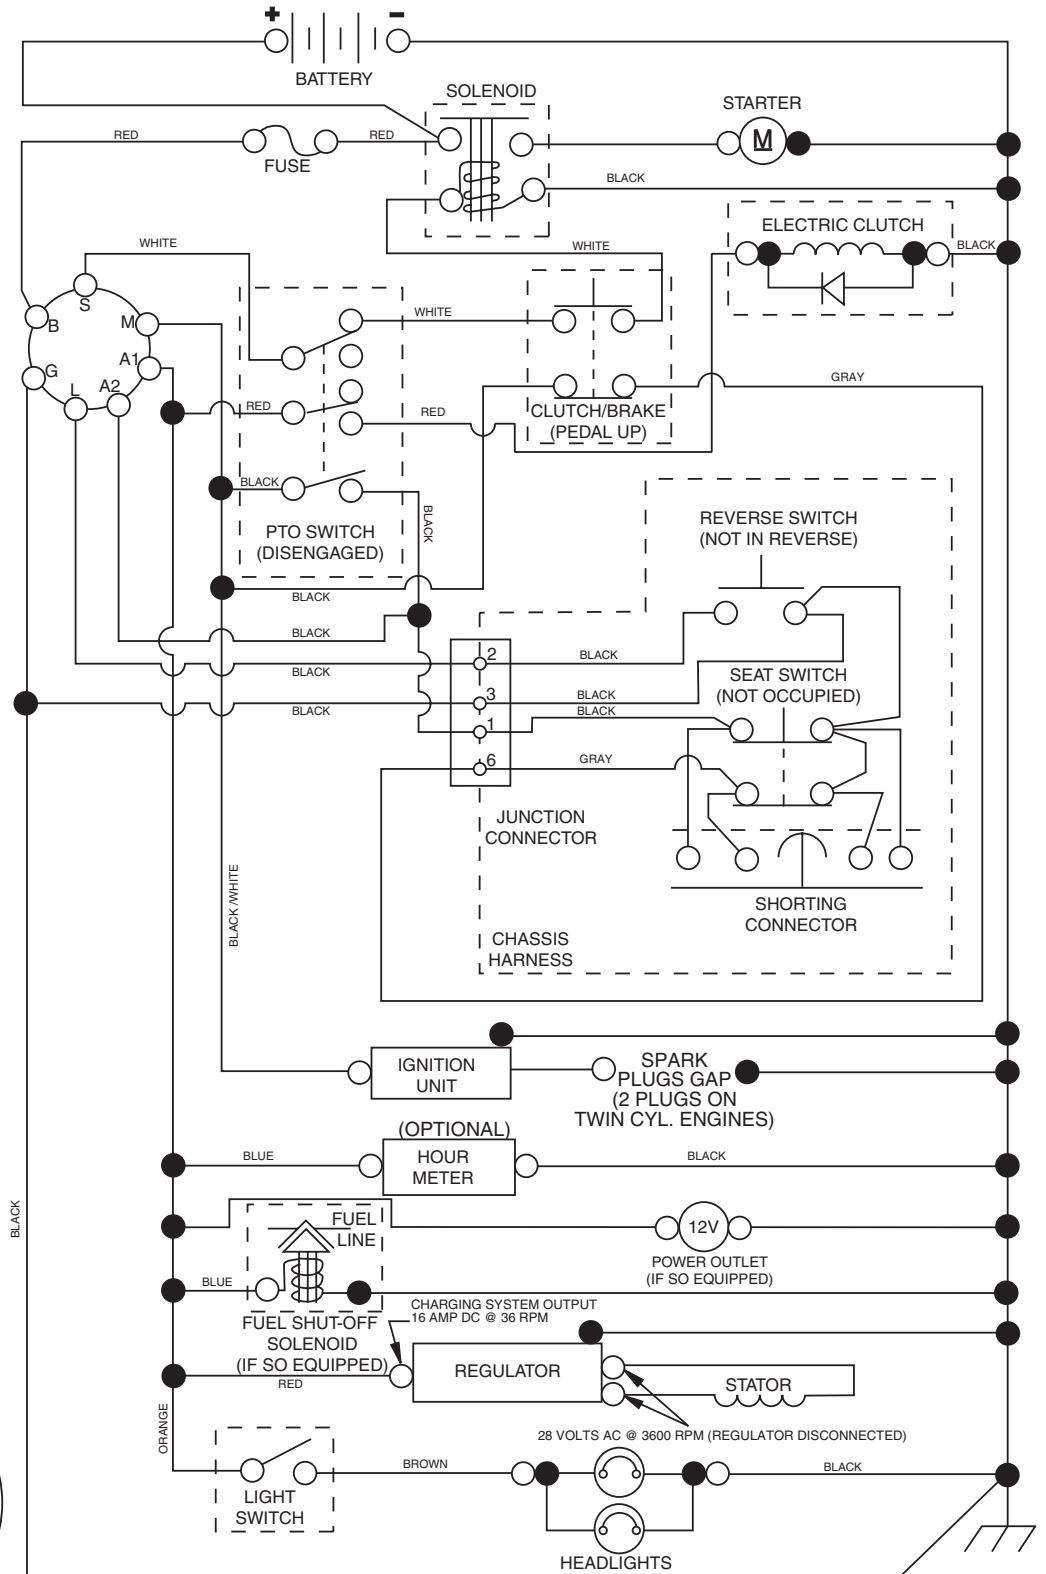 + -
BATTERY
SOLENOID
STARTER
M
RED
FUSE
RED
BLACK
ELECTRIC CLUTCH
BLACK
WHITE
WHITE
S
B
M
WHITE
A1
G
A2
L
RED
RED
GRAY
CLUTCH/BRAKE
(PEDAL UP)
BLACK
BLACK
PTO SWITCH
(DISENGAGED)
REVERSE SWITCH
(NOT IN REVERSE)
BLACK
BLACK
2
BLACK
BLACK
SEAT SWITCH
(NOT OCCUPIED)
3
BLACK
BLACK
1
BLACK
6
GRAY
JUNCTION
CONNECTOR
SHORTING
CONNECTOR
BLACK /WHITE
CHASSIS
HARNESS
IGNITION
UNIT
SPARK
PLUGS GAP
(2 PLUGS ON
TWIN CYL. ENGINES)
(OPTIONAL)
HOUR
METER
BLUE
BLACK
BLACK
FUEL
LINE
12V
POWER OUTLET
(IF SO EQUIPPED)
BLUE
FUEL SHUT-OFF
SOLENOID
(IF SO EQUIPPED)
CHARGING SYSTEM OUTPUT
16 AMP DC @ 36 RPM
RED
REGULATOR
STATOR
28 VOLTS AC @ 3600 RPM (REGULATOR DISCONNECTED)
ORANGE
LIGHT
SWITCH
BROWN
BLACK
HEADLIGHTS